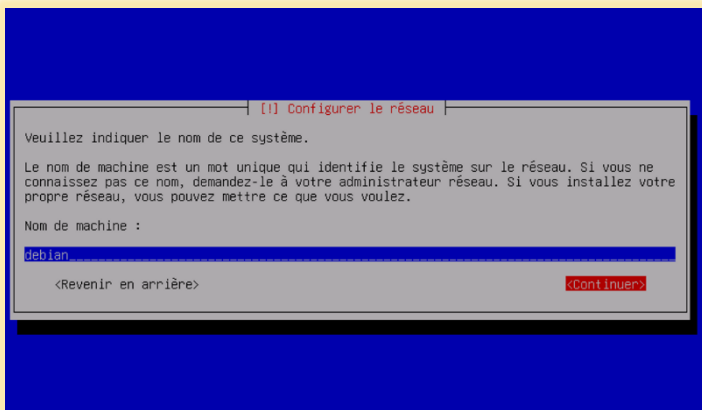 [!] Configurer le réseau
Veuillez indiquer le nom de ce système.
Le nom de machine est un mot unique qui identifie le système sur le réseau. Si vous ne
connaissez pas ce nom, demandez-le à votre administrateur réseau. Si vous installez votre
propre réseau, vous pouvez mettre ce que vous voulez.
Nom de machine :
debian
<Revenir en arrière> <Continuer>